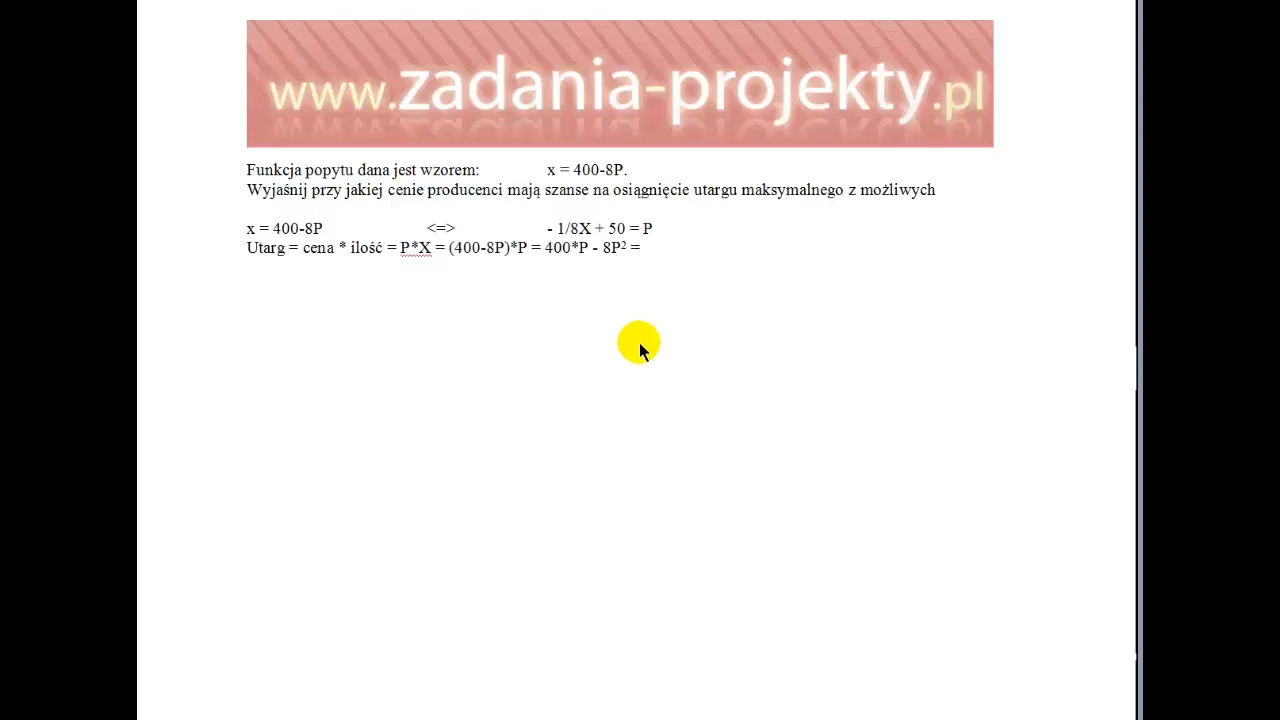 www.zadania-projekty.pl
Funkcja popytu dana jest wzorem: x = 400-8P.
Wyjaśnij przy jakiej cenie producenci mają szanse na osiągnięcie utargu maksymalnego z możliwych
x = 400-8P <=> - 1/8X + 50 = P
Utarg = cena * ilość = P*X = (400-8P)*P = 400*P - 8P² =